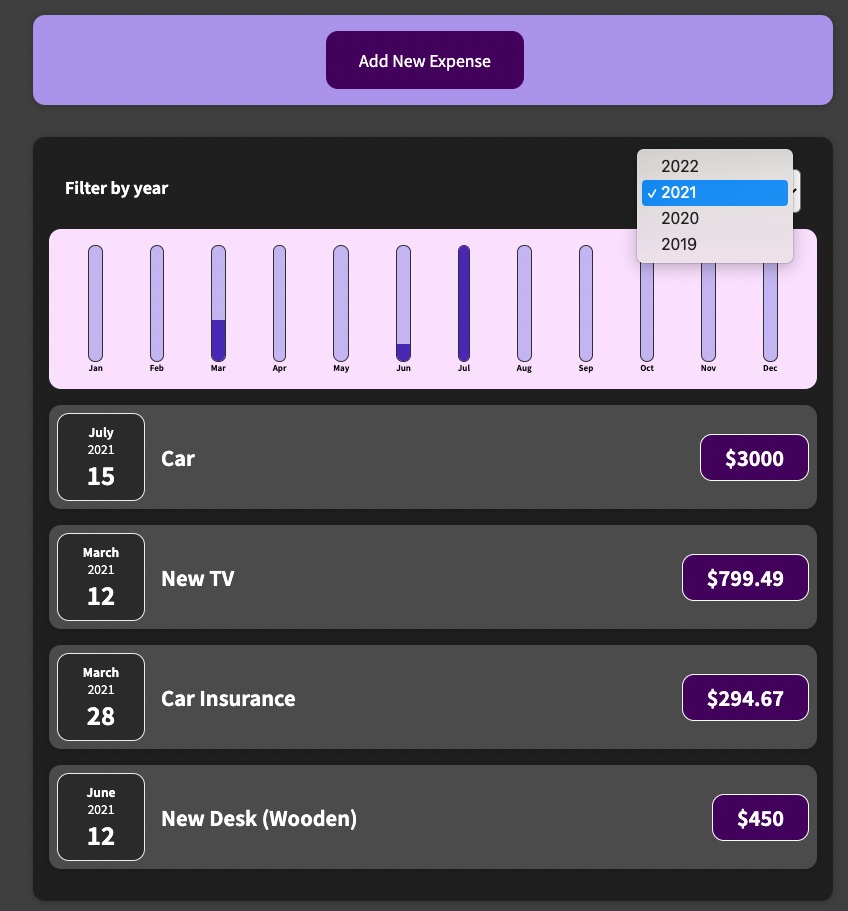 Add New Expense
Filter by year
2022
✓ 2021
2020
2019
Jan Feb Mar Apr May Jun Jul Aug Sep Oct Nov Dec
July
2021
15
Car
$3000
March
2021
12
New TV
$799.49
March
2021
28
Car Insurance
$294.67
June
2021
12
New Desk (Wooden)
$450